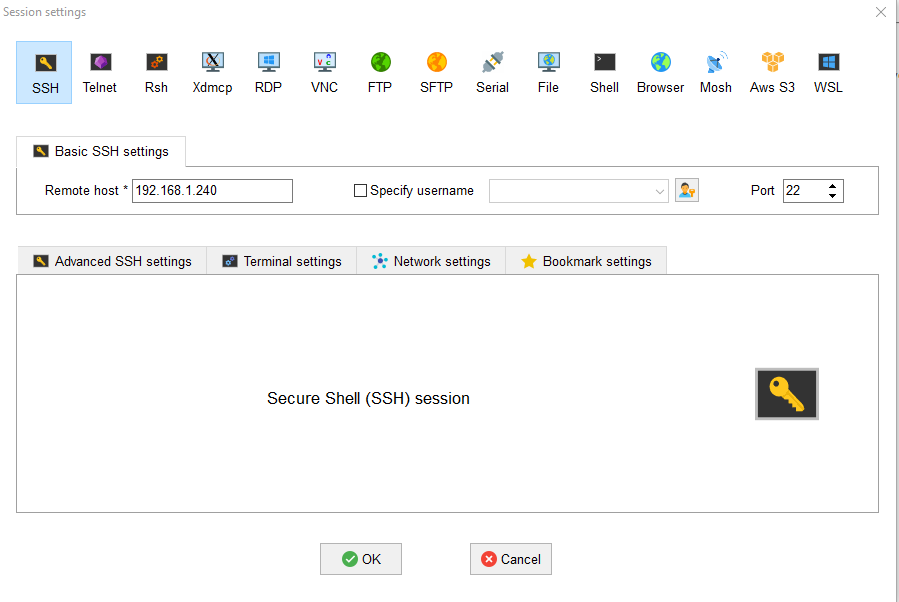 Session settings
SSH Telnet Rsh Xdmcp RDP VNC FTP SFTP Serial File Shell Browser Mosh Aws S3 WSL
Basic SSH settings
Remote host * 192.168.1.240 Specify username Port 22
Advanced SSH settings Terminal settings Network settings Bookmark settings
Secure Shell (SSH) session
OK Cancel